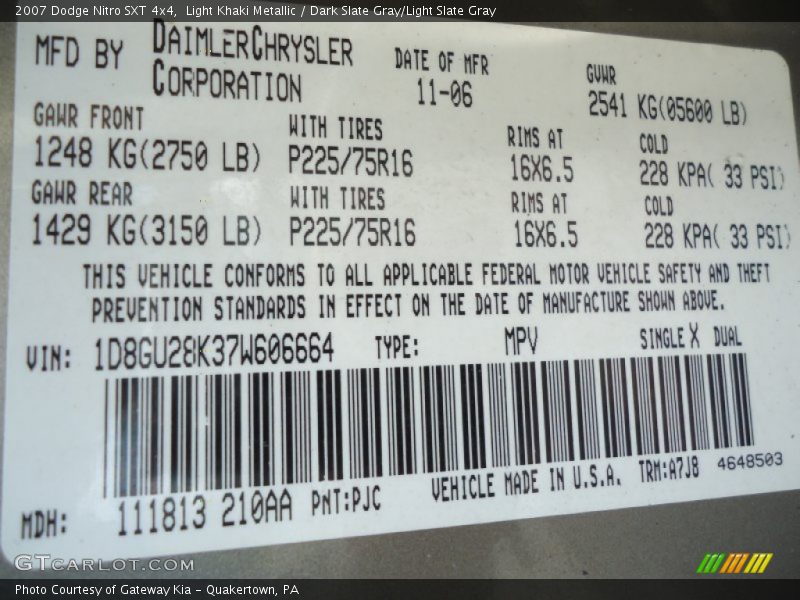 2007 Dodge Nitro SXT 4x4,  Light Khaki Metallic / Dark Slate Gray/Light Slate Gray
MFD BY DAIMLERCHRYSLER CORPORATION
DATE OF MFR
11-06
GVWR
2541 KG(05600 LB)
GAWR FRONT WITH TIRES RIMS AT COLD
1248 KG(2750 LB) P225/75R16 16X6.5 228 KPA( 33 PSI)
GAWR REAR WITH TIRES RIMS AT COLD
1429 KG(3150 LB) P225/75R16 16X6.5 228 KPA( 33 PSI)
THIS VEHICLE CONFORMS TO ALL APPLICABLE FEDERAL MOTOR VEHICLE SAFETY AND THEFT
PREVENTION STANDARDS IN EFFECT ON THE DATE OF MANUFACTURE SHOWN ABOVE.
VIN: 1D8GU28K37W606664 TYPE: MPV SINGLE X DUAL
MDH: 111813 210AA PNT:PJC VEHICLE MADE IN U.S.A. TRM:A7J8 4648503
GTCARLOT.COM
Photo Courtesy of Gateway Kia - Quakertown, PA